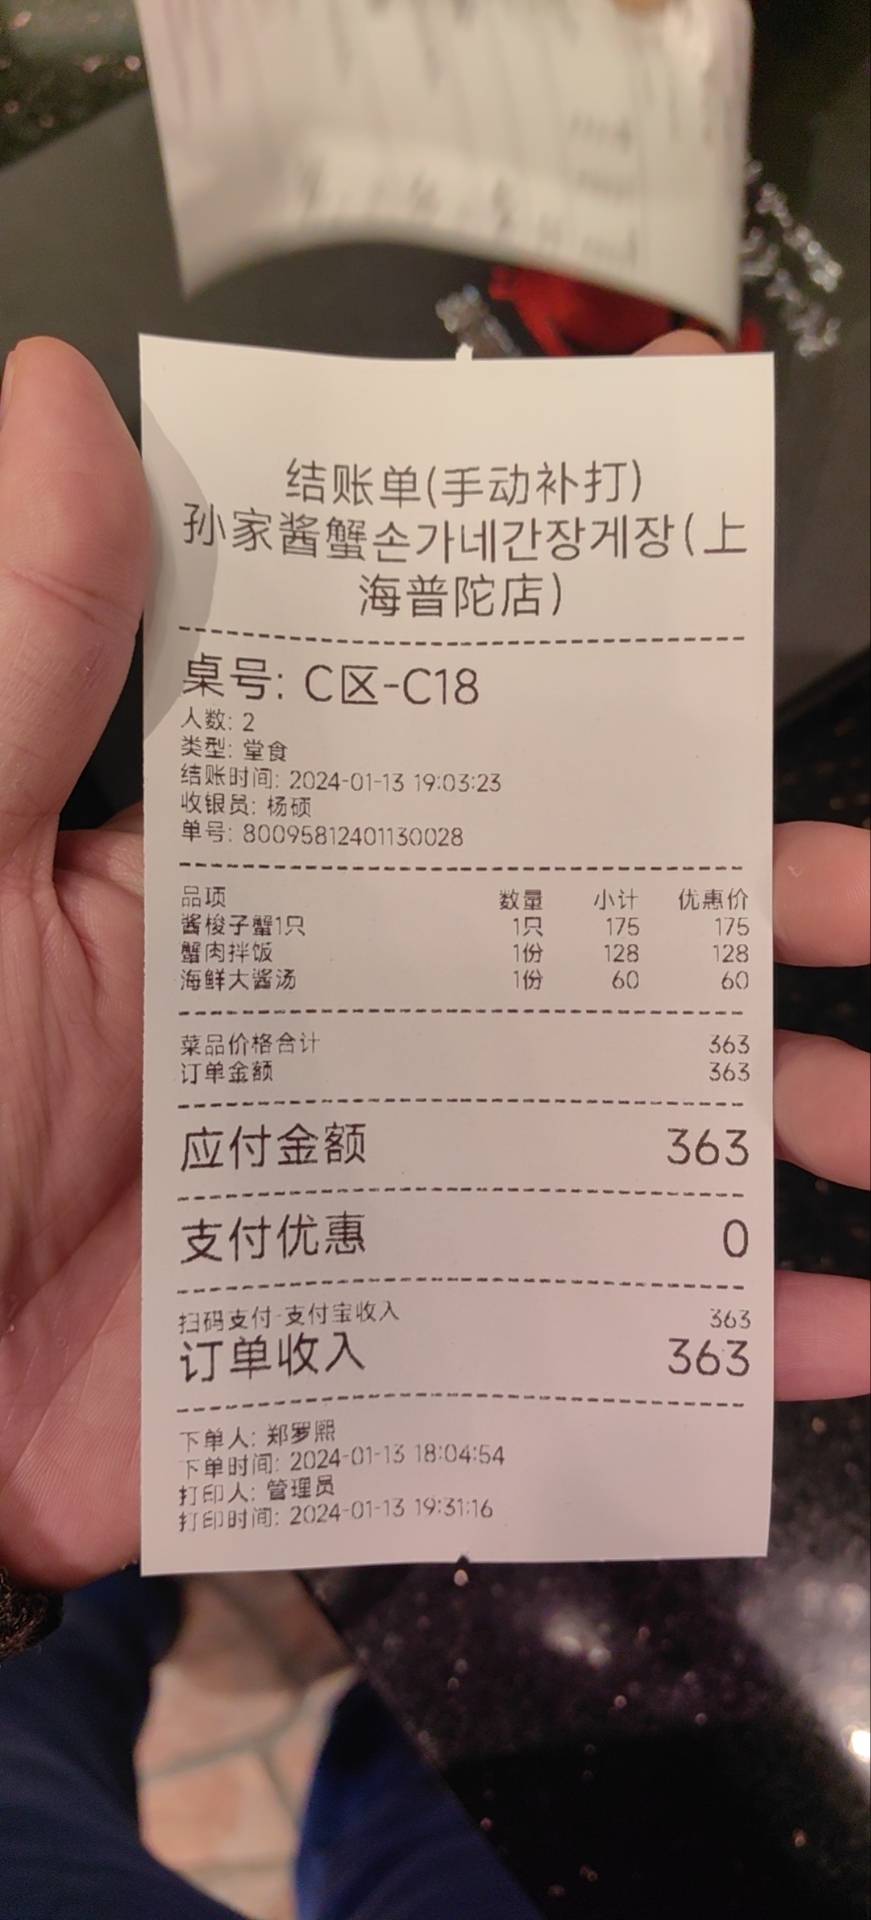 结账单(手动补打)
孙家酱蟹손가네간장게장(上
海普陀店)
桌号: C区-C18
人数: 2
类型: 堂食
结账时间: 2024-01-13 19:03:23
收银员: 杨硕
单号: 80095812401130028
品项 数量 小计 优惠价
酱梭子蟹1只 1只 175 175
蟹肉拌饭 1份 128 128
海鲜大酱汤 1份 60 60
菜品价格合计 363
订单金额 363
应付金额 363
支付优惠 0
扫码支付-支付宝收入 363
订单收入 363
下单人: 郑罗熙
下单时间: 2024-01-13 18:04:54
打印人: 管理员
打印时间: 2024-01-13 19:31:16